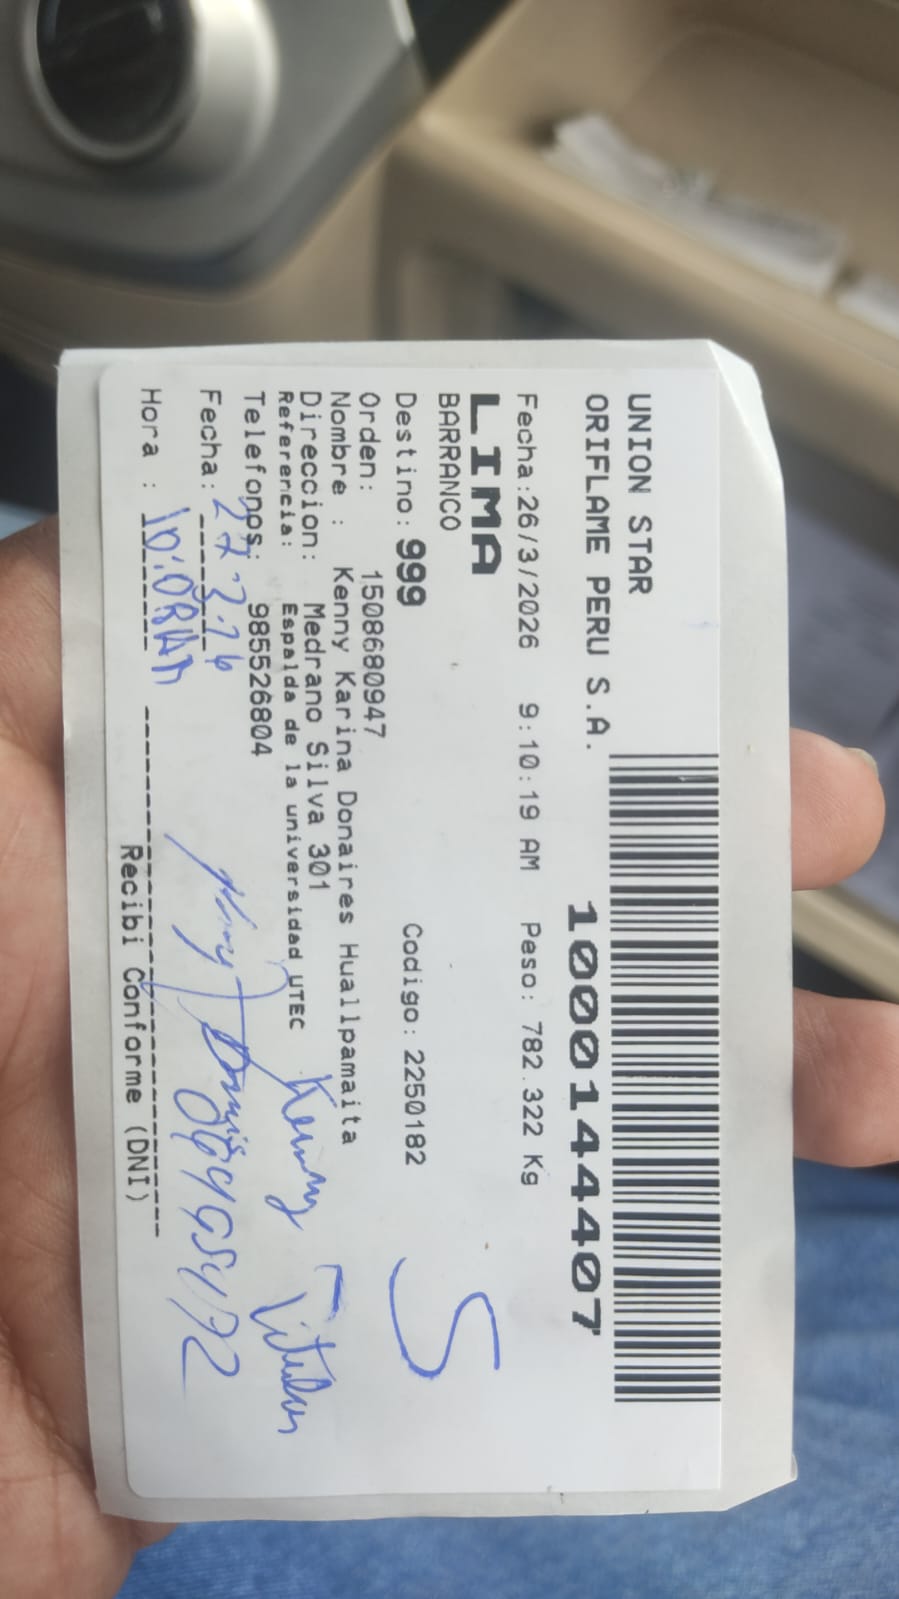 UNION STAR
ORIFLAME PERU S.A.
1000144407
Fecha:26/3/2026 9:10:19 AM Peso: 782.322 Kg
LIMA
BARRANCO
Destino: 999 Codigo: 2250182
Orden: 1508680947
Nombre : Kenny Karina Donaires Huallpamaita
Direccion: Medrano Silva 301
Referencia: Espalda de la universidad UTEC
Telefonos: 985526804
Kenny Titular
Fecha: 27.3.26
Hora :
Recibi Conforme (DNI)